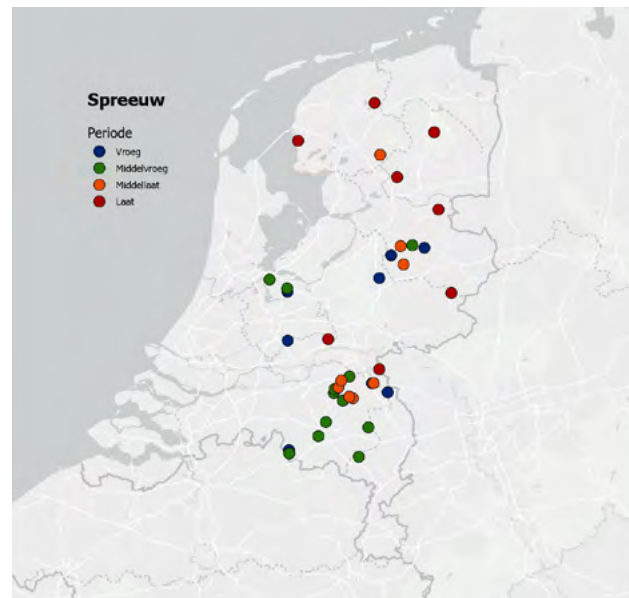 Spreeuw
Periode
Vroeg
Middelvroeg
Middellaat
Laat